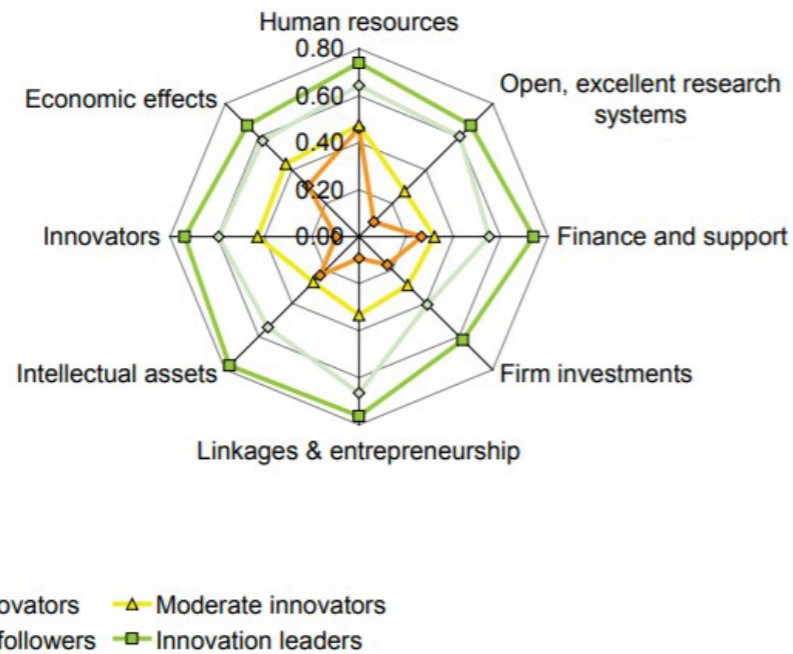 Human resources
0.80
Open, excellent research
systems
Economic effects
0.60
0.40
0.20
Innovators
0.00
Finance and support
Intellectual assets
Firm investments
Linkages & entrepreneurship
ovators
Moderate innovators
followers
Innovation leaders